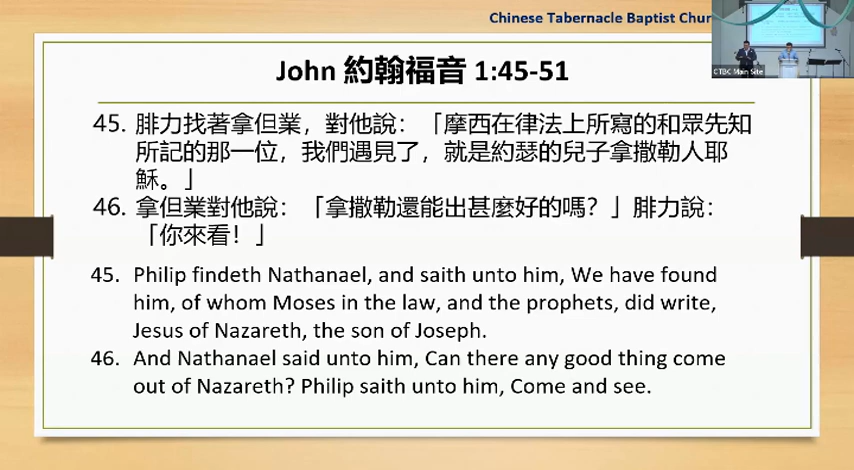 Chinese Tabernacle Baptist Chur
CTBC Main Site
John 約翰福音 1:45-51
45. 腓力找著拿但業，對他說：「摩西在律法上所寫的和眾先知
所記的那一位，我們遇見了，就是約瑟的兒子拿撒勒人耶
穌。」
46. 拿但業對他說：「拿撒勒還能出甚麼好的嗎？」腓力說：
「你來看！」
45. Philip findeth Nathanael, and saith unto him, We have found
him, of whom Moses in the law, and the prophets, did write,
Jesus of Nazareth, the son of Joseph.
46. And Nathanael said unto him, Can there any good thing come
out of Nazareth? Philip saith unto him, Come and see.